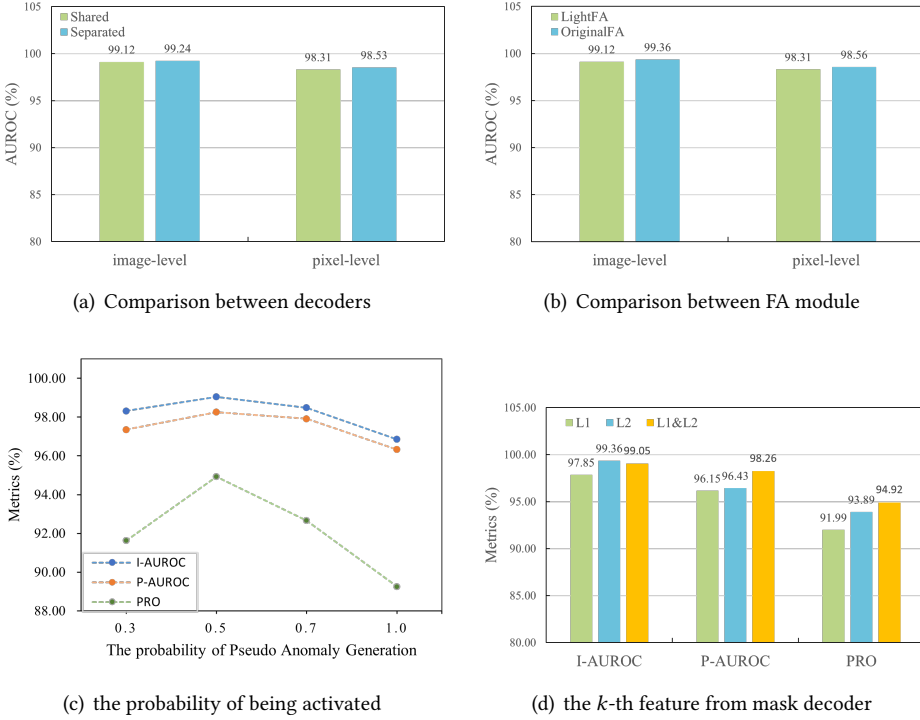 Shared
Separated
99.12 99.24 98.31 98.53
100
95
90
85
80
AUROC (%)
image-level pixel-level
(a) Comparison between decoders
LightFA
OriginalFA
99.12 99.36 98.31 98.56
100
95
90
85
80
AUROC (%)
image-level pixel-level
(b) Comparison between FA module
100.00
98.00
96.00
94.00
92.00
90.00
88.00
Metrics (%)
I-AUROC
P-AUROC
PRO
0.3 0.5 0.7 1.0
The probability of Pseudo Anomaly Generation
(c) the probability of being activated
105.00
100.00
95.00
90.00
85.00
80.00
Metrics (%)
L1 L2 L1&L2
97.85 99.36 99.05 96.15 96.43 98.26 91.99 93.89 94.92
I-AUROC P-AUROC PRO
(d) the k-th feature from mask decoder